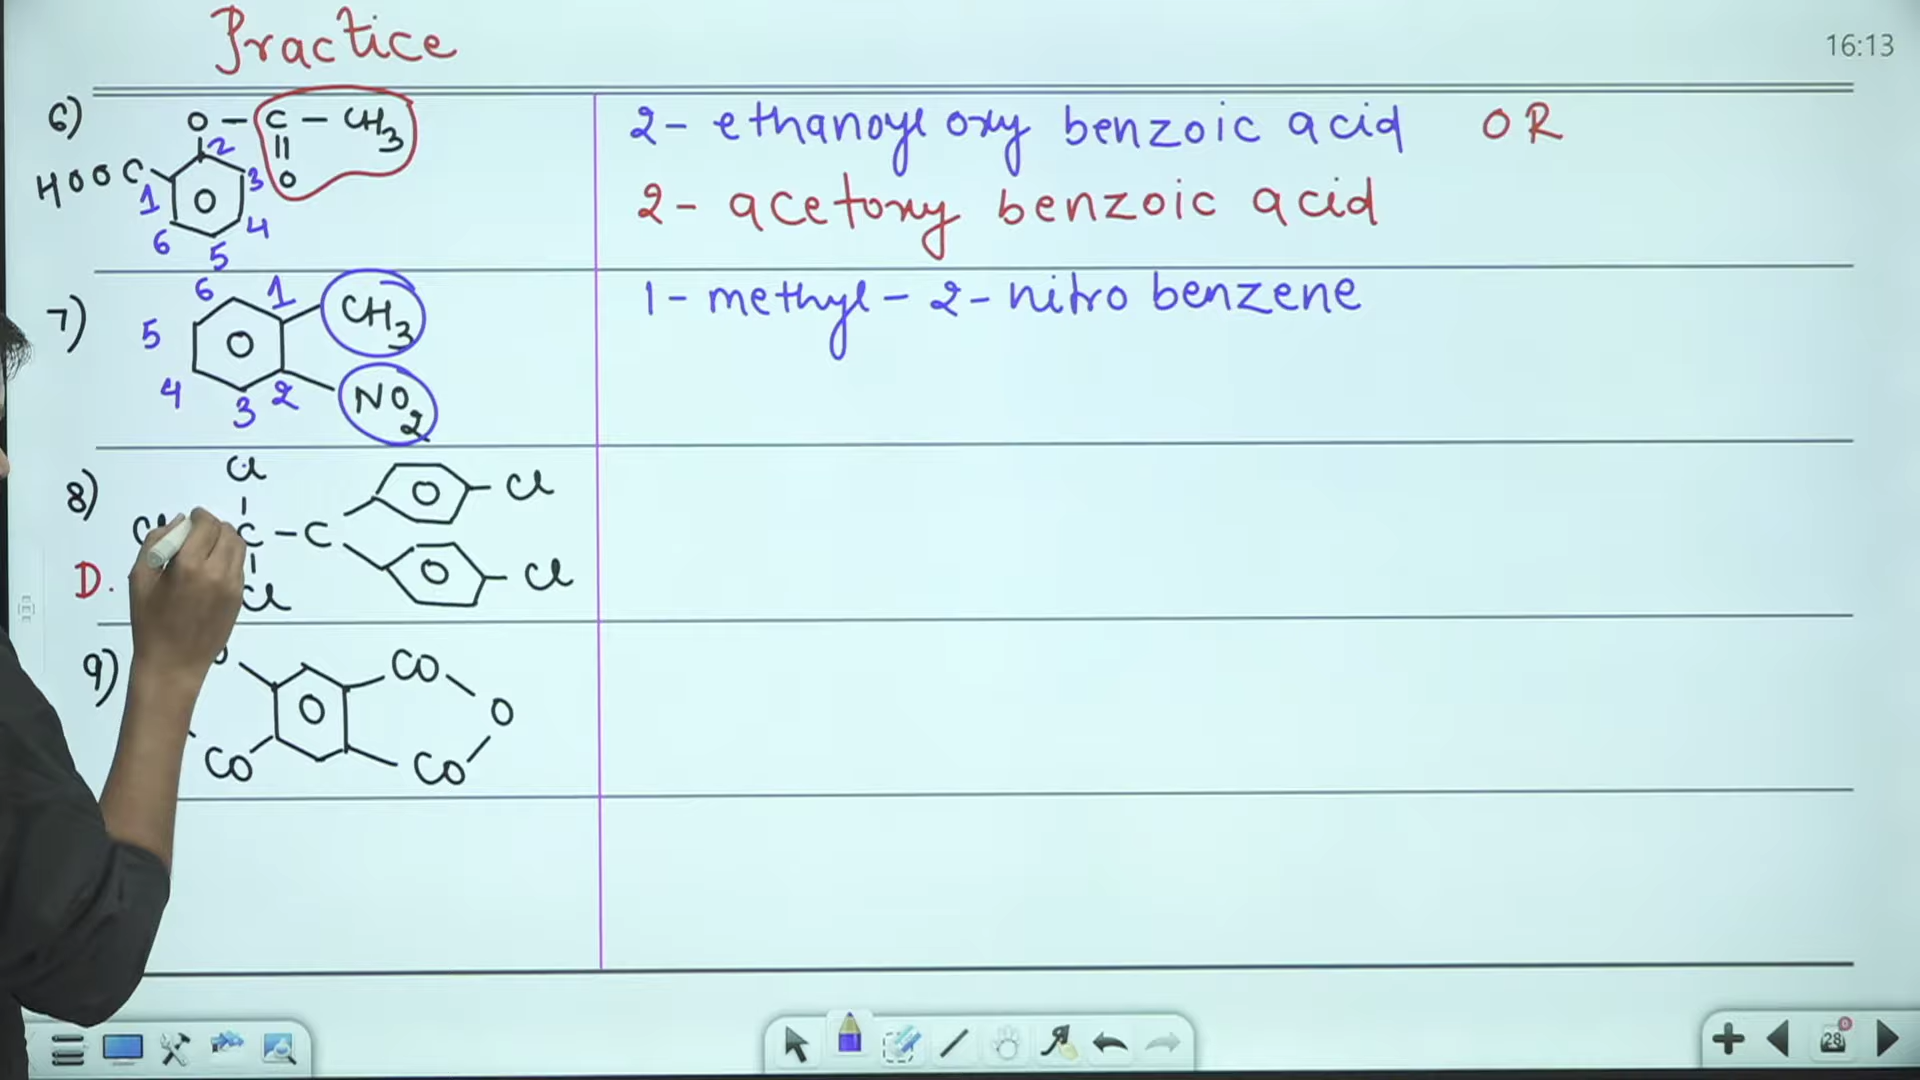 Practice
16:13
6)
O - C - CH3
||
O
HOOC
1
2
3
4
5
6
O
2- ethanoyl oxy benzoic acid OR
2- acetoxy benzoic acid
7)
6
1
CH3
5
O
4
3
2
NO2
1- methyl - 2 - nitro benzene
8)
Cl
O - Cl
C - C
D.
O - Cl
Cl
9)
CO
O
O
CO
CO
28